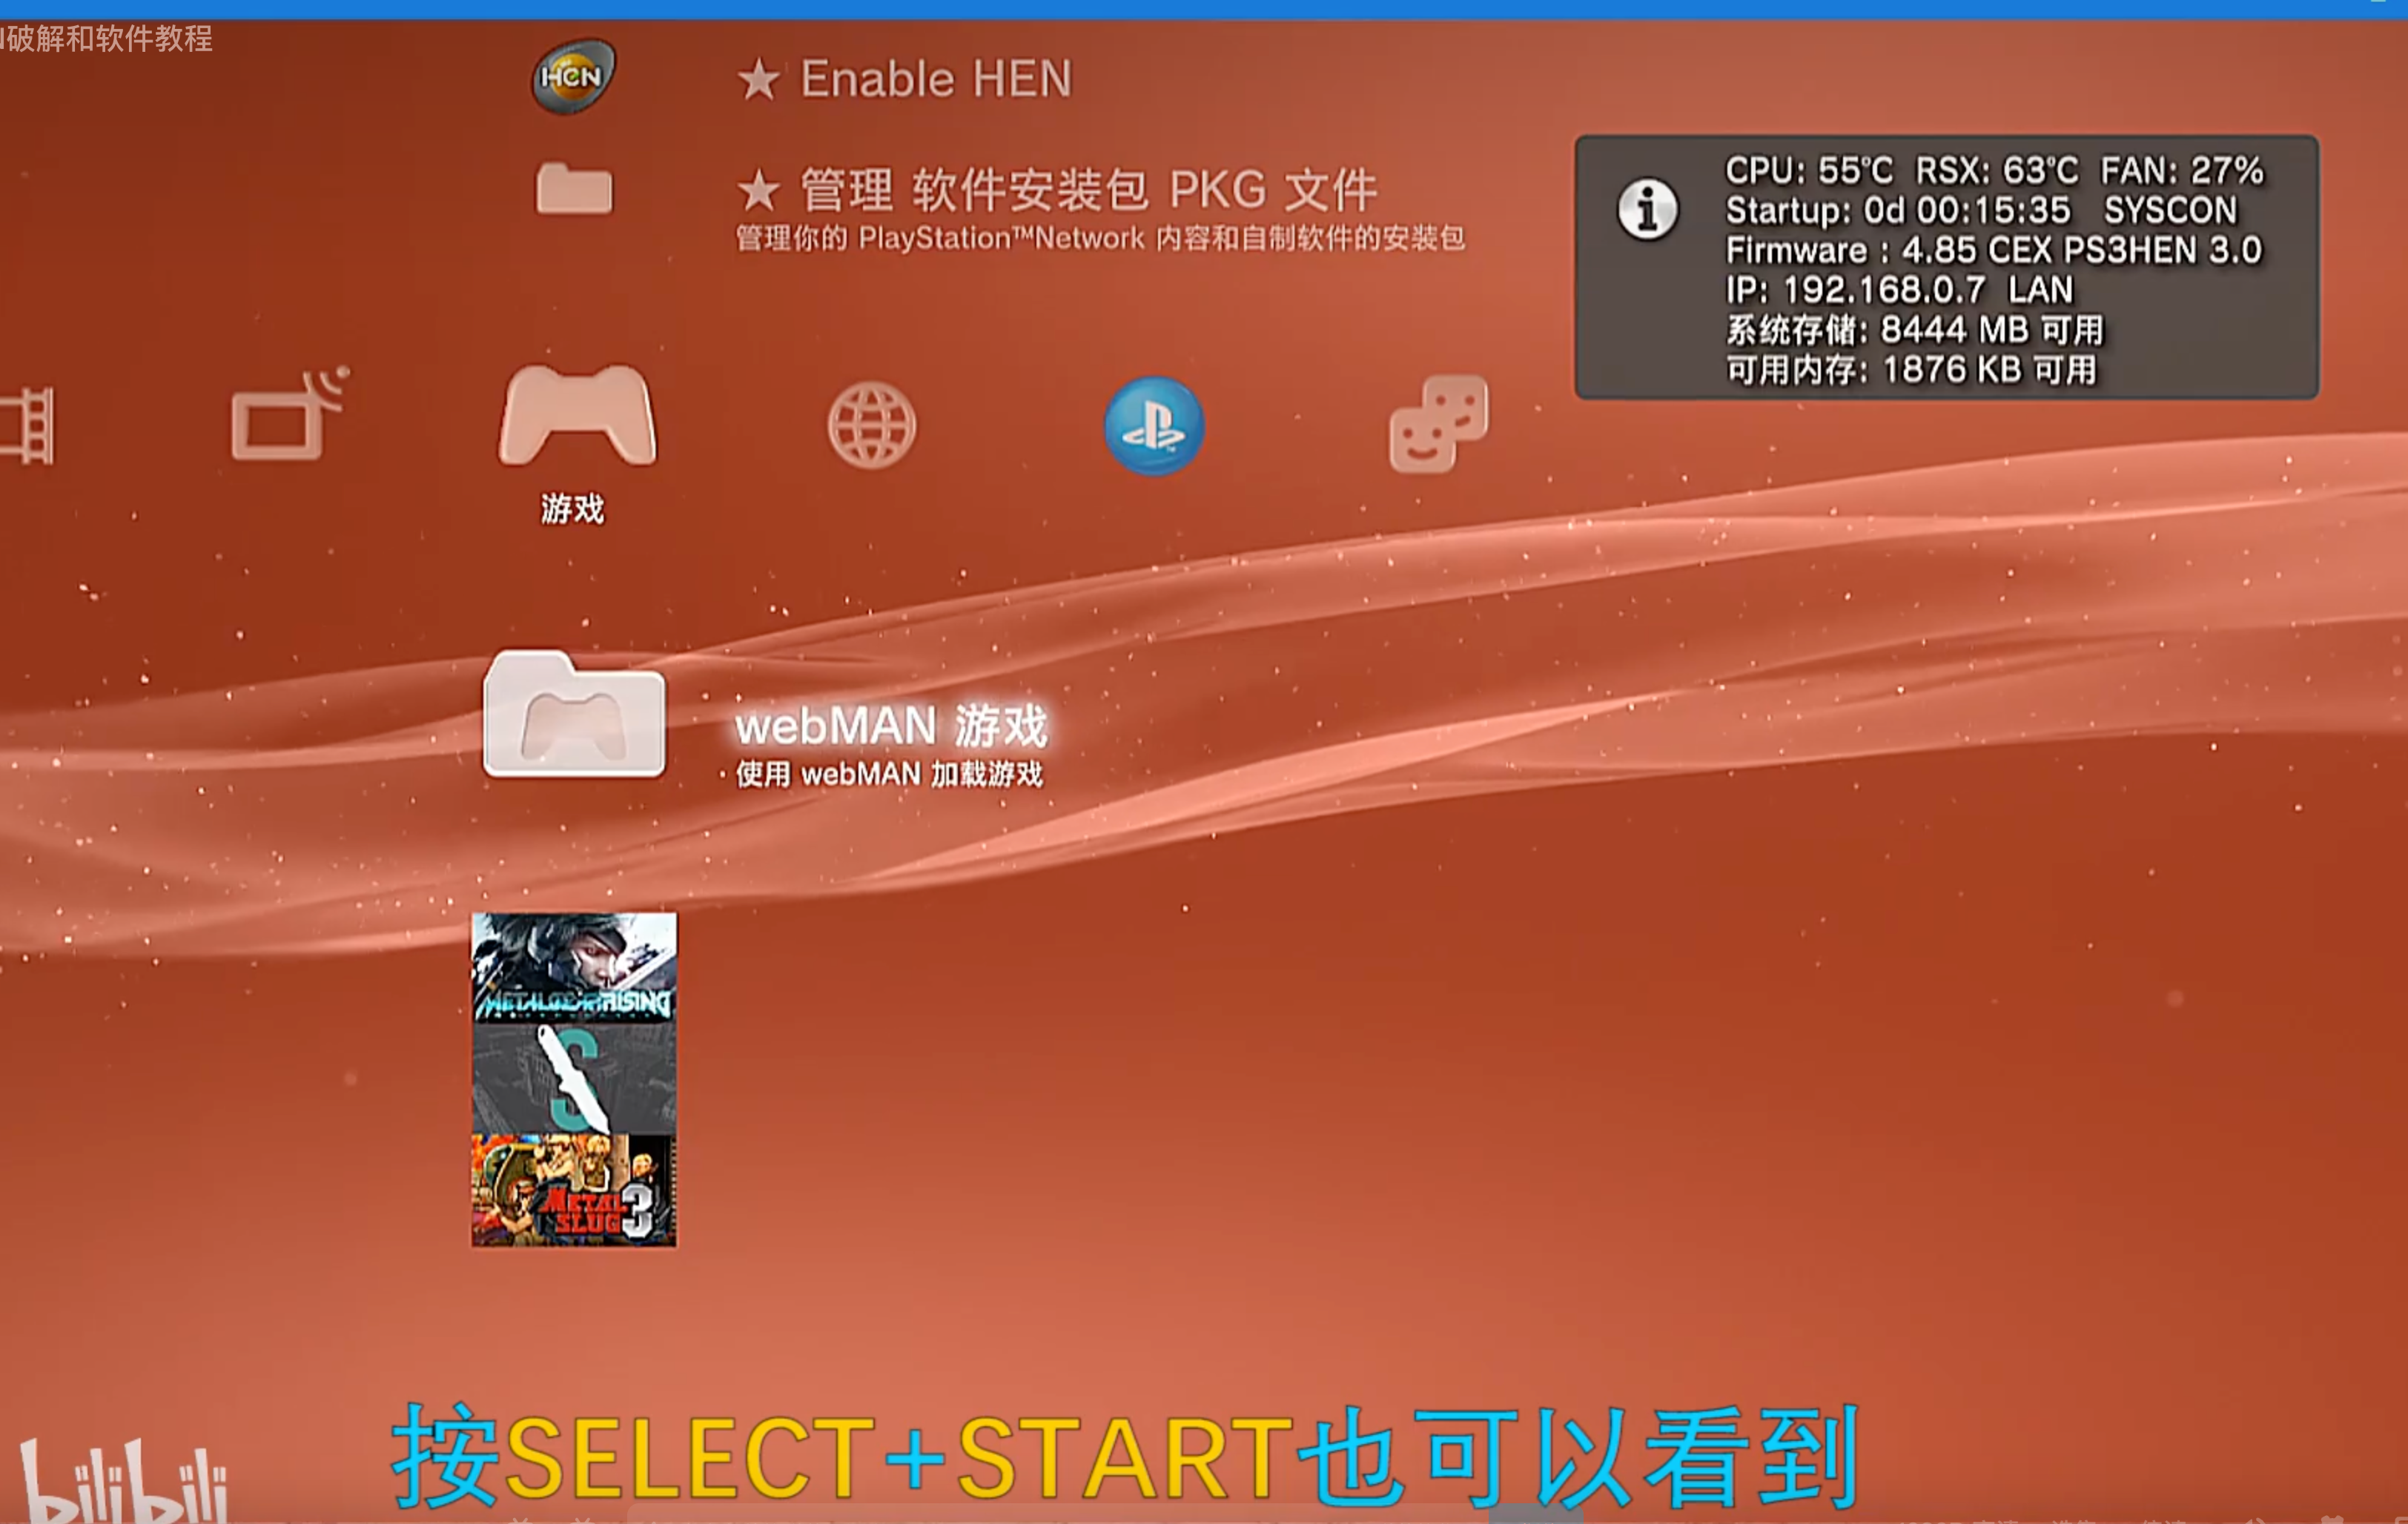 破解和软件教程
HEN
★ Enable HEN
★ 管理 软件安装包 PKG 文件
管理你的 PlayStation™Network 内容和自制软件的安装包
CPU: 55°C RSX: 63°C FAN: 27%
Startup: 0d 00:15:35 SYSCON
Firmware : 4.85 CEX PS3HEN 3.0
IP: 192.168.0.7 LAN
系统存储: 8444 MB 可用
可用内存: 1876 KB 可用
游戏
webMAN 游戏
· 使用 webMAN 加载游戏
METAL GEAR RISING
S
METAL
SLUG 3
按SELECT+START也可以看到
bilibili